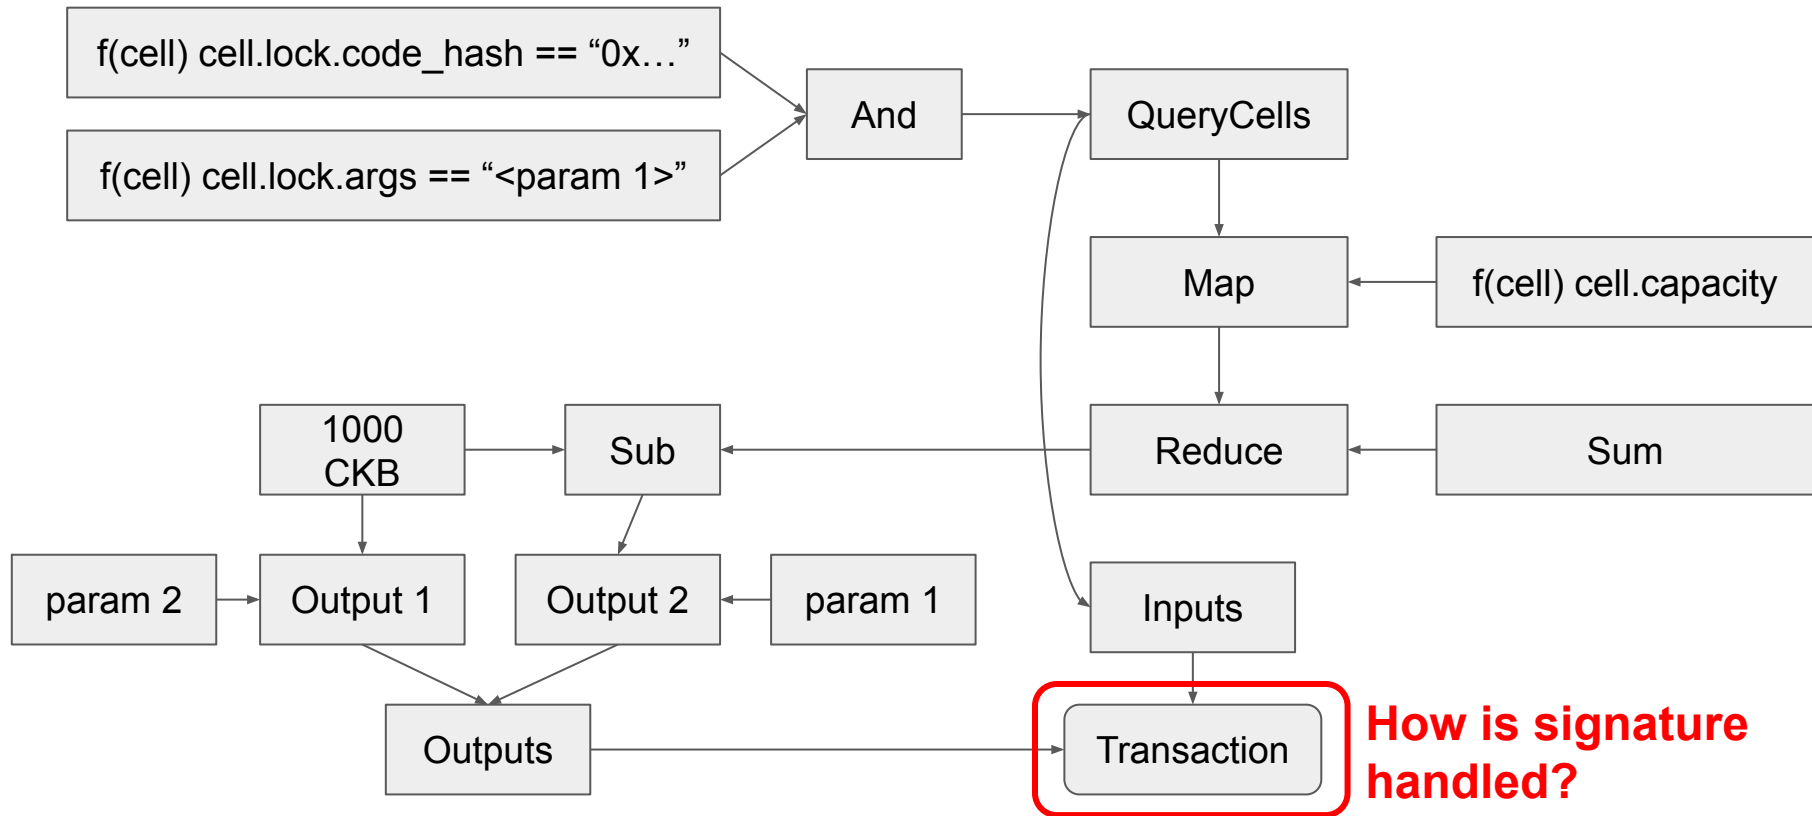 f(cell) cell.lock.code_hash == “0x…”
And
QueryCells
f(cell) cell.lock.args == “<param 1>”
Map
f(cell) cell.capacity
1000
CKB
Sub
Reduce
Sum
param 2
Output 1
Output 2
param 1
Inputs
Outputs
Transaction
How is signature
handled?